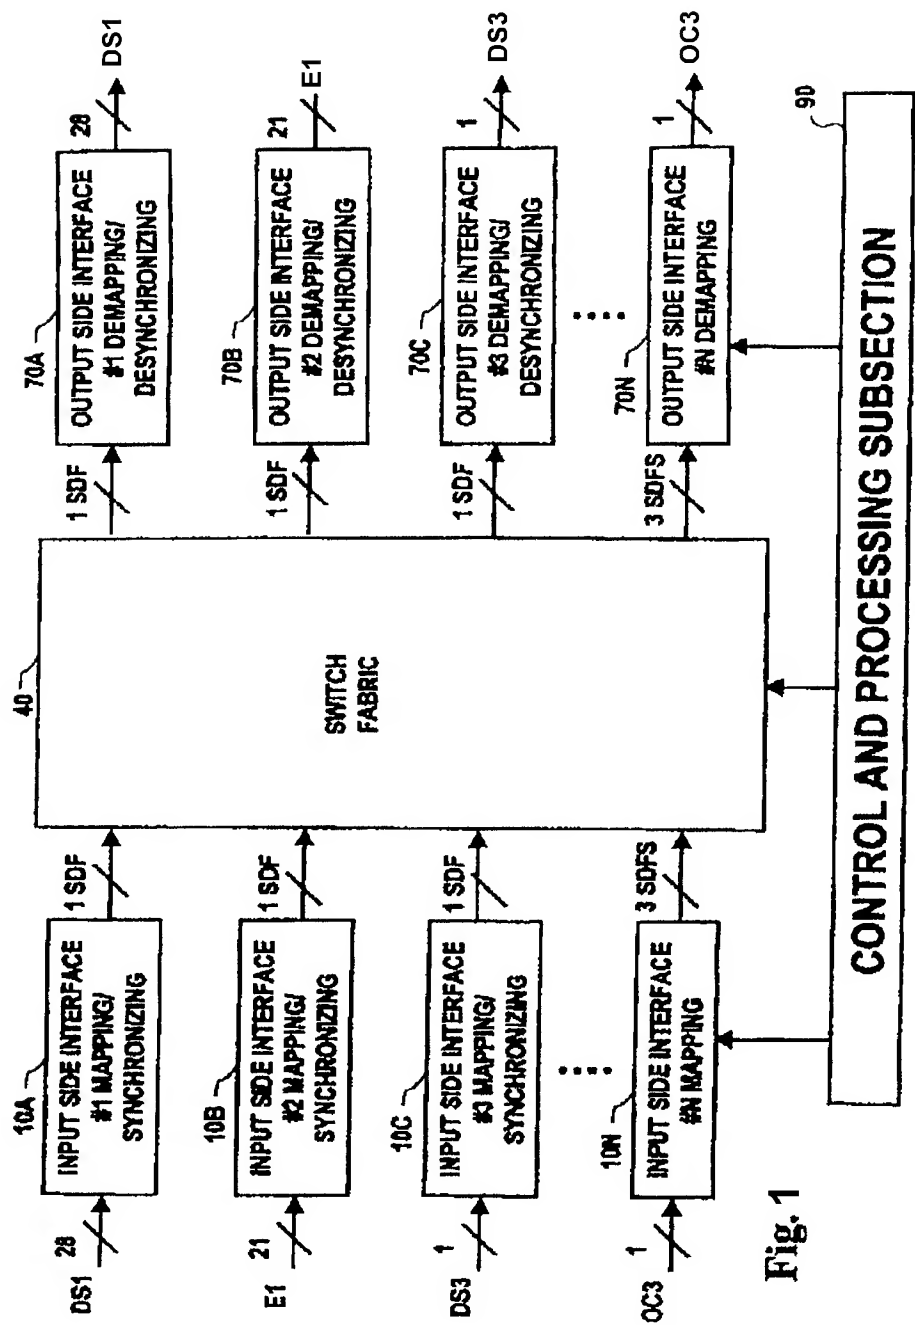 DS1
28
10A
INPUT SIDE INTERFACE
#1 MAPPING/
SYNCHRONIZING
1 SDF
E1
21
10B
INPUT SIDE INTERFACE
#2 MAPPING/
SYNCHRONIZING
1 SDF
DS3
1
10C
INPUT SIDE INTERFACE
#3 MAPPING/
SYNCHRONIZING
1 SDF
OC3
1
10N
INPUT SIDE INTERFACE
#N MAPPING
3 SDFS
40
SWITCH
FABRIC
1 SDF
70A
OUTPUT SIDE INTERFACE
#1 DEMAPPING/
DESYNCHRONIZING
28
DS1
1 SDF
70B
OUTPUT SIDE INTERFACE
#2 DEMAPPING/
DESYNCHRONIZING
21
E1
1 SDF
70C
OUTPUT SIDE INTERFACE
#3 DEMAPPING/
DESYNCHRONIZING
1
DS3
3 SDFS
70N
OUTPUT SIDE INTERFACE
#N DEMAPPING
1
OC3
90
CONTROL AND PROCESSING SUBSECTION
Fig. 1